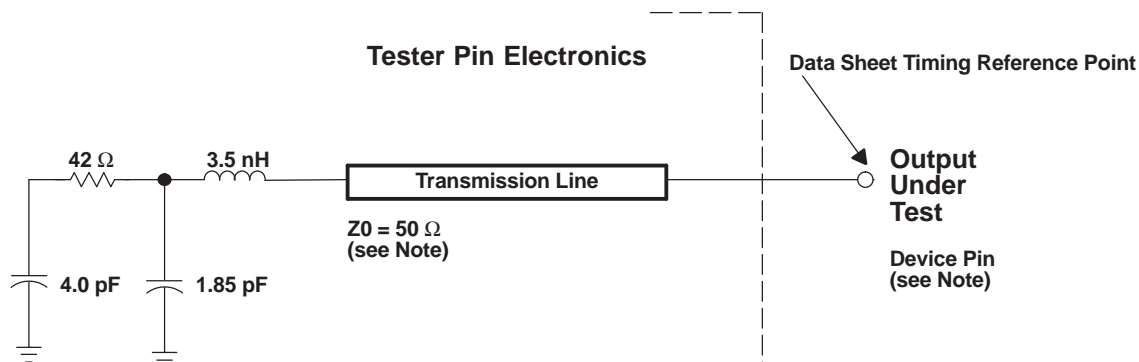 Tester Pin Electronics
Data Sheet Timing Reference Point
42 Ω
3.5 nH
Transmission Line
Output
Under
Test
Z0 = 50 Ω
(see Note)
Device Pin
(see Note)
4.0 pF
1.85 pF